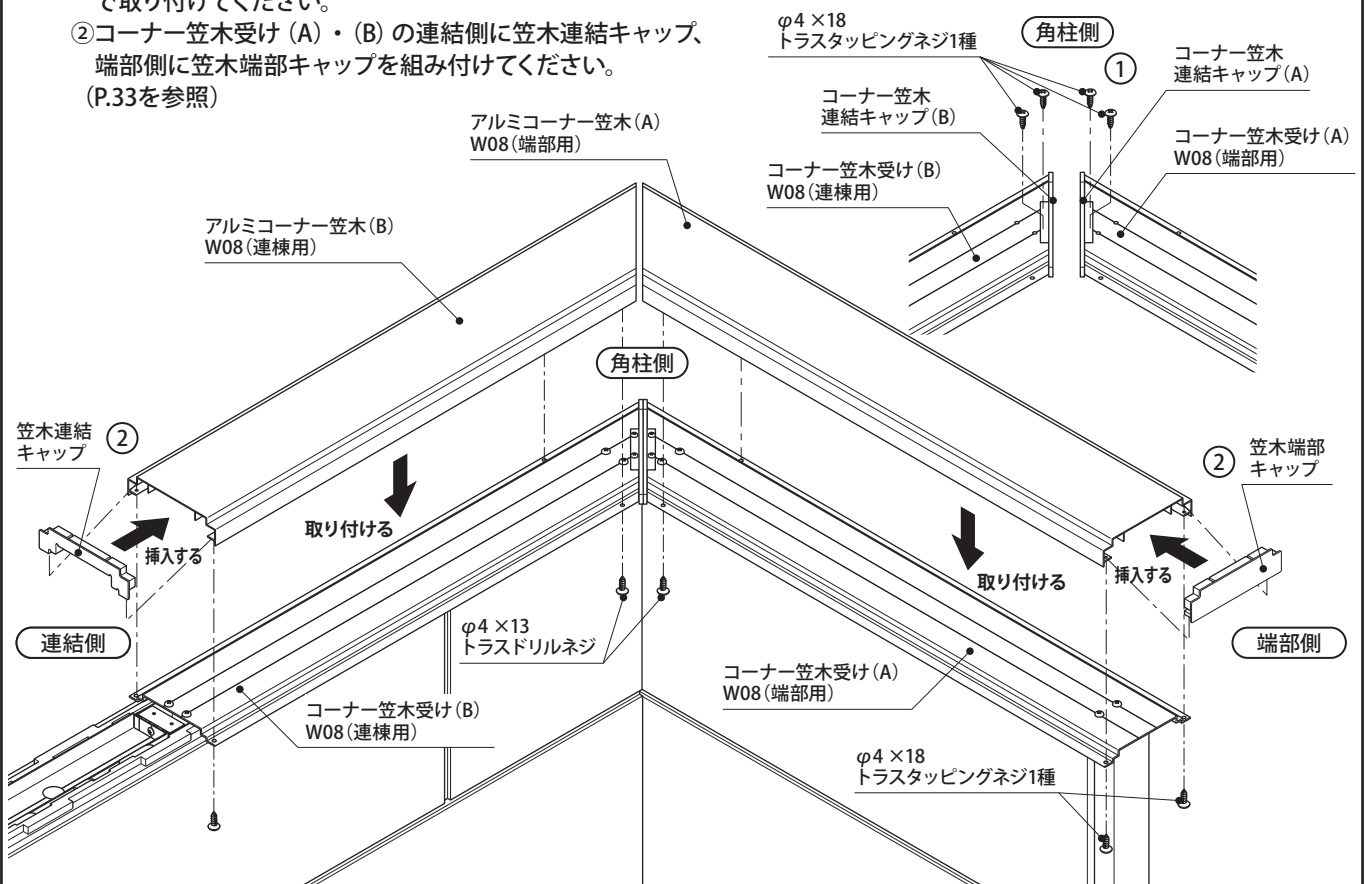 で取り付けてください。
②コーナー笠木受け（A）・（B）の連結側に笠木連結キャップ、
端部側に笠木端部キャップを組み付けてください。
（P.33を参照）
φ4×18
トラスタッピングネジ1種
角柱側
①
コーナー笠木
連結キャップ（A）
コーナー笠木
連結キャップ（B）
コーナー笠木受け（A）
W08（端部用）
コーナー笠木受け（B）
W08（連棟用）
アルミコーナー笠木（A）
W08（端部用）
アルミコーナー笠木（B）
W08（連棟用）
角柱側
笠木連結
キャップ
②
②
笠木端部
キャップ
挿入する
取り付ける
取り付ける
挿入する
連結側
端部側
φ4×13
トラスドリルネジ
コーナー笠木受け（A）
W08（端部用）
コーナー笠木受け（B）
W08（連棟用）
φ4×18
トラスタッピングネジ1種